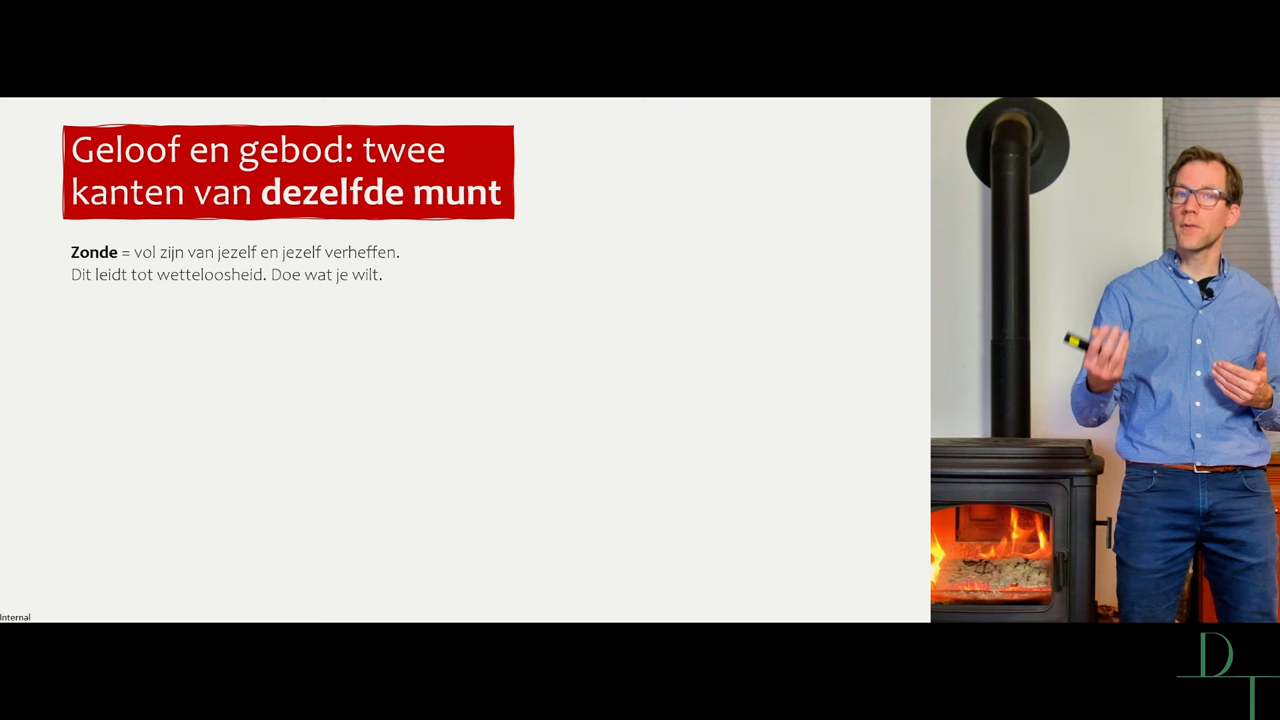 Geloof en gebod: twee
kanten van dezelfde munt
Zonde = vol zijn van jezelf en jezelf verheffen.
Dit leidt tot wetteloosheid. Doe wat je wilt.
Internal
DT